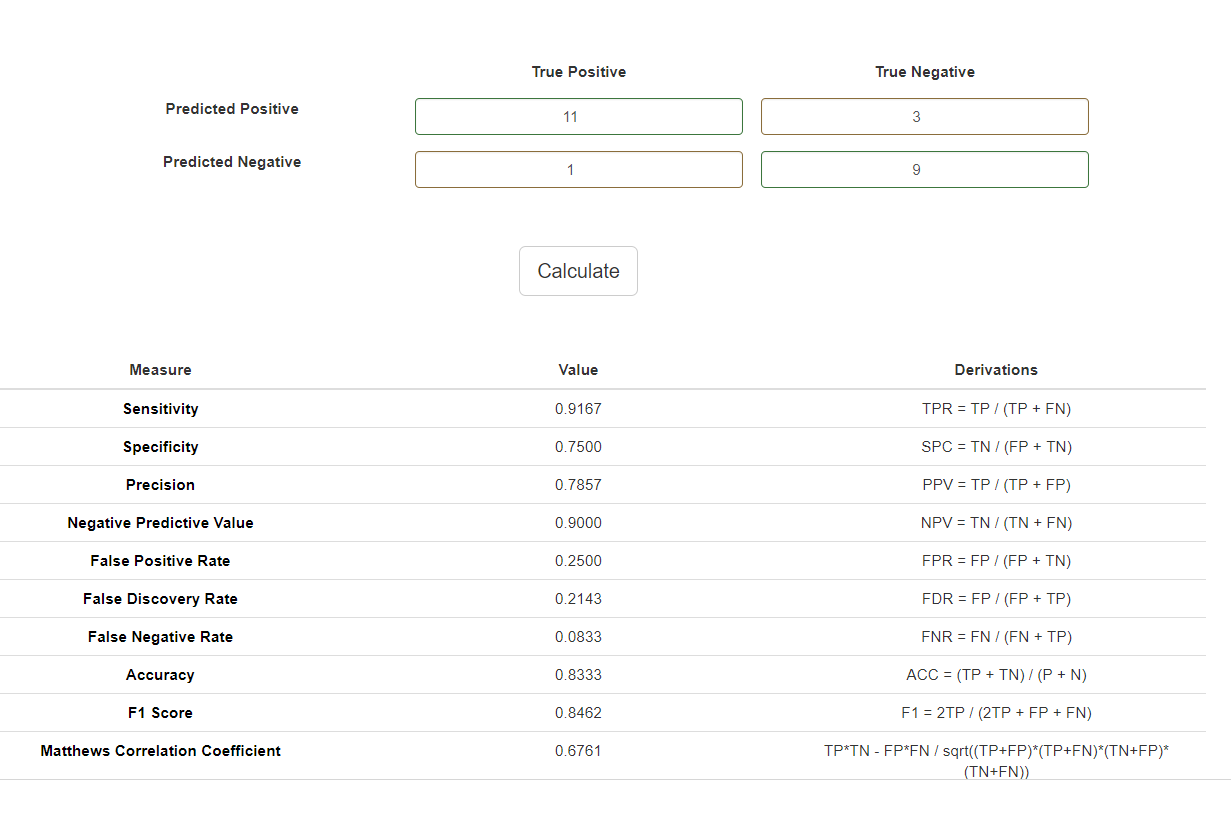 True Positive True Negative
Predicted Positive 11 3
Predicted Negative 1 9
Calculate
Measure Value Derivations
Sensitivity 0.9167 TPR = TP / (TP + FN)
Specificity 0.7500 SPC = TN / (FP + TN)
Precision 0.7857 PPV = TP / (TP + FP)
Negative Predictive Value 0.9000 NPV = TN / (TN + FN)
False Positive Rate 0.2500 FPR = FP / (FP + TN)
False Discovery Rate 0.2143 FDR = FP / (FP + TP)
False Negative Rate 0.0833 FNR = FN / (FN + TP)
Accuracy 0.8333 ACC = (TP + TN) / (P + N)
F1 Score 0.8462 F1 = 2TP / (2TP + FP + FN)
Matthews Correlation Coefficient 0.6761 TP*TN - FP*FN / sqrt((TP+FP)*(TP+FN)*(TN+FP)*
(TN+FN))